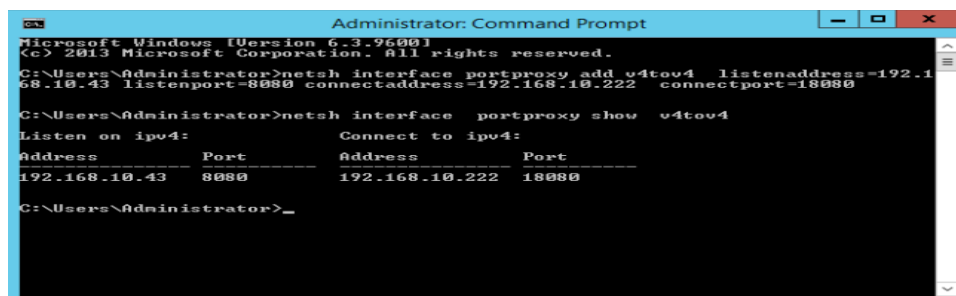 Administrator: Command Prompt
Microsoft Windows [Version 6.3.9600]
(c) 2013 Microsoft Corporation. All rights reserved.
C:\Users\Administrator>netsh interface portproxy add v4tov4  listenaddress=192.1
68.10.43 listenport=8080 connectaddress=192.168.10.222  connectport=18080
C:\Users\Administrator>netsh interface  portproxy show  v4tov4
Listen on ipv4:             Connect to ipv4:
Address         Port        Address         Port
--------------- ----------  --------------- ----------
192.168.10.43   8080        192.168.10.222  18080
C:\Users\Administrator>_